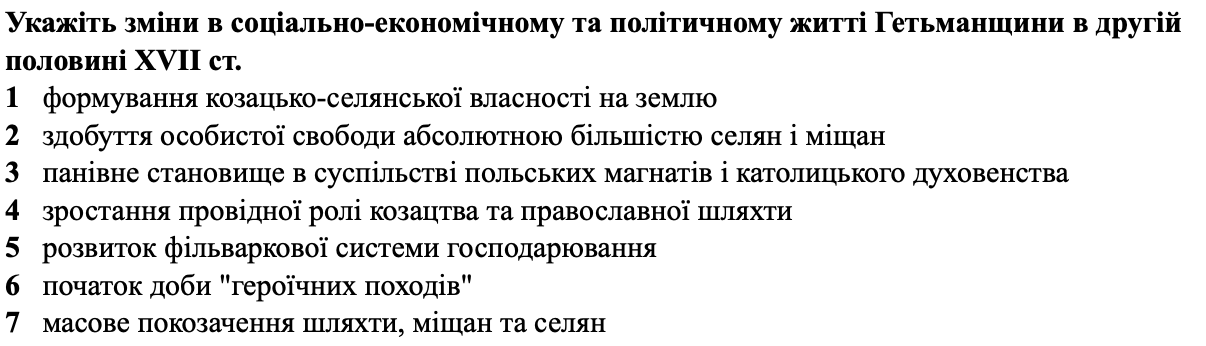 Укажіть зміни в соціально-економічному та політичному житті Гетьманщини в другій
половині XVII ст.
1 формування козацько-селянської власності на землю
2 здобуття особистої свободи абсолютною більшістю селян і міщан
3 панівне становище в суспільстві польських магнатів і католицького духовенства
4 зростання провідної ролі козацтва та православної шляхти
5 розвиток фільваркової системи господарювання
6 початок доби "героїчних походів"
7 масове покозачення шляхти, міщан та селян